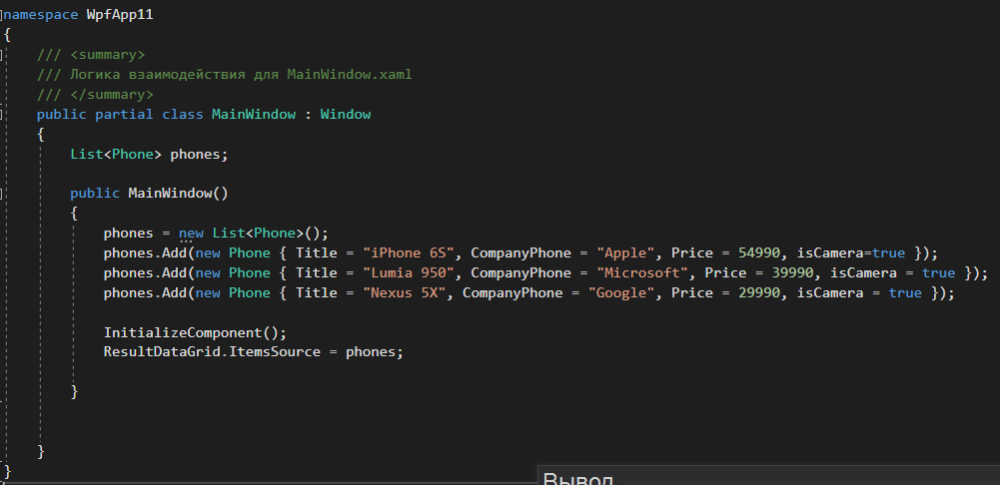 namespace WpfApp11
{
/// <summary>
/// Логика взаимодействия для MainWindow.xaml
/// </summary>
public partial class MainWindow : Window
{
List<Phone> phones;
public MainWindow()
{
phones = new List<Phone>();
phones.Add(new Phone { Title = "iPhone 6S", CompanyPhone = "Apple", Price = 54990, isCamera=true });
phones.Add(new Phone { Title = "Lumia 950", CompanyPhone = "Microsoft", Price = 39990, isCamera = true });
phones.Add(new Phone { Title = "Nexus 5X", CompanyPhone = "Google", Price = 29990, isCamera = true });
InitializeComponent();
ResultDataGrid.ItemsSource = phones;
}
}
}
Вывод